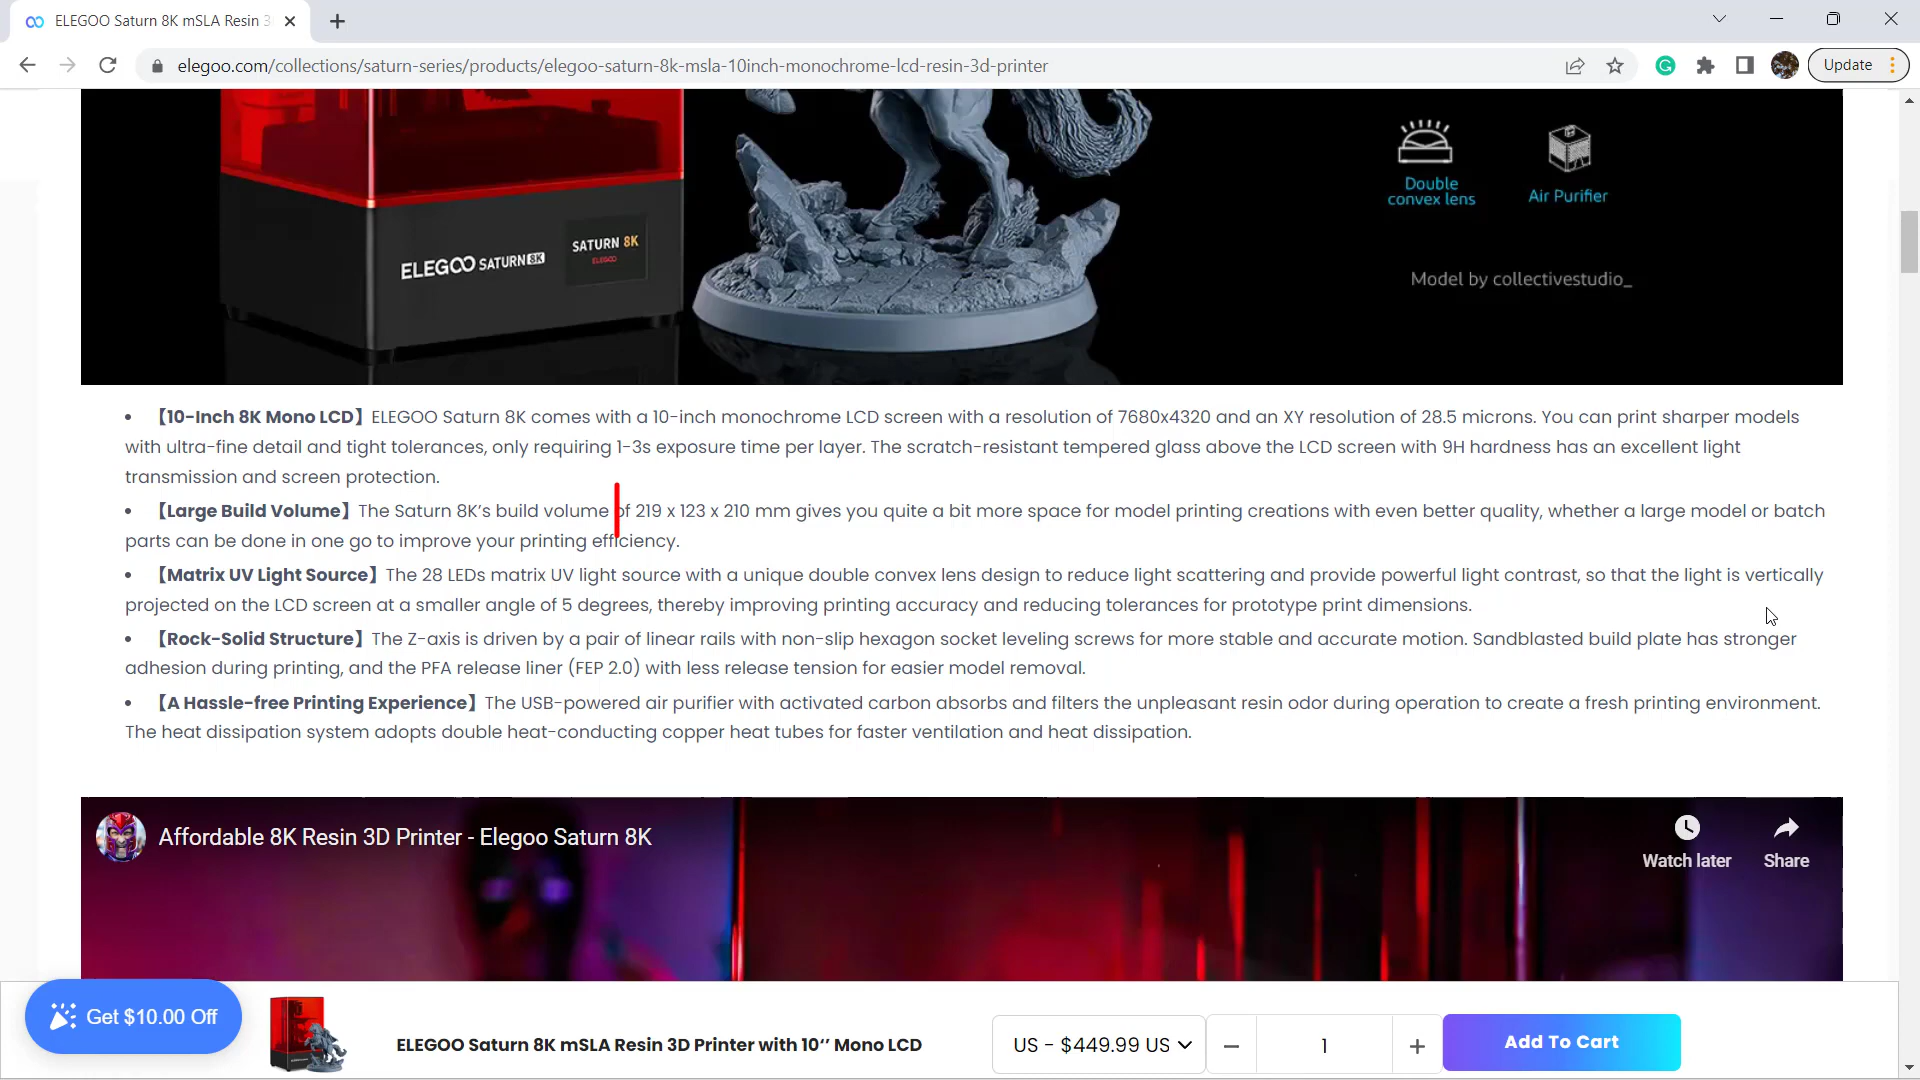 ELEGOO Saturn 8K mSLA Resin 3
elegoo.com/collections/saturn-series/products/elegoo-saturn-8k-msla-10inch-monochrome-lcd-resin-3d-printer
Update
Double
convex lens
Air Purifier
ELEGOO SATURN 8K
SATURN 8K
ELEGOO
Model by collectivestudio_
• 【10-Inch 8K Mono LCD】ELEGOO Saturn 8K comes with a 10-inch monochrome LCD screen with a resolution of 7680x4320 and an XY resolution of 28.5 microns. You can print sharper models
with ultra-fine detail and tight tolerances, only requiring 1-3s exposure time per layer. The scratch-resistant tempered glass above the LCD screen with 9H hardness has an excellent light
transmission and screen protection.
• 【Large Build Volume】The Saturn 8K’s build volume of 219 x 123 x 210 mm gives you quite a bit more space for model printing creations with even better quality, whether a large model or batch
parts can be done in one go to improve your printing efficiency.
• 【Matrix UV Light Source】The 28 LEDs matrix UV light source with a unique double convex lens design to reduce light scattering and provide powerful light contrast, so that the light is vertically
projected on the LCD screen at a smaller angle of 5 degrees, thereby improving printing accuracy and reducing tolerances for prototype print dimensions.
• 【Rock-Solid Structure】The Z-axis is driven by a pair of linear rails with non-slip hexagon socket leveling screws for more stable and accurate motion. Sandblasted build plate has stronger
adhesion during printing, and the PFA release liner (FEP 2.0) with less release tension for easier model removal.
• 【A Hassle-free Printing Experience】The USB-powered air purifier with activated carbon absorbs and filters the unpleasant resin odor during operation to create a fresh printing environment.
The heat dissipation system adopts double heat-conducting copper heat tubes for faster ventilation and heat dissipation.
Affordable 8K Resin 3D Printer - Elegoo Saturn 8K
Watch later
Share
Get $10.00 Off
ELEGOO Saturn 8K mSLA Resin 3D Printer with 10‘’ Mono LCD
US - $449.99 US
1
Add To Cart